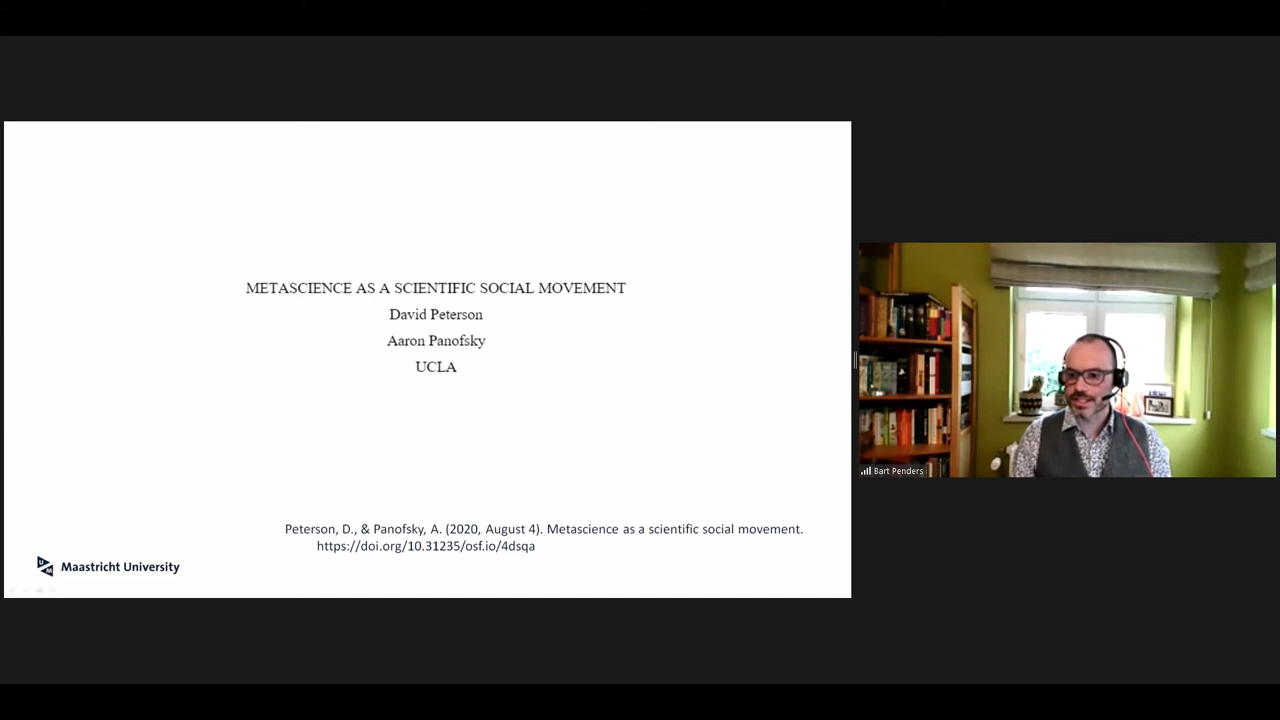 METASCIENCE AS A SCIENTIFIC SOCIAL MOVEMENT
David Peterson
Aaron Panofsky
UCLA
Peterson, D., & Panofsky, A. (2020, August 4). Metascience as a scientific social movement.
https://doi.org/10.31235/osf.io/4dsqa
UM Maastricht University
Bart Penders